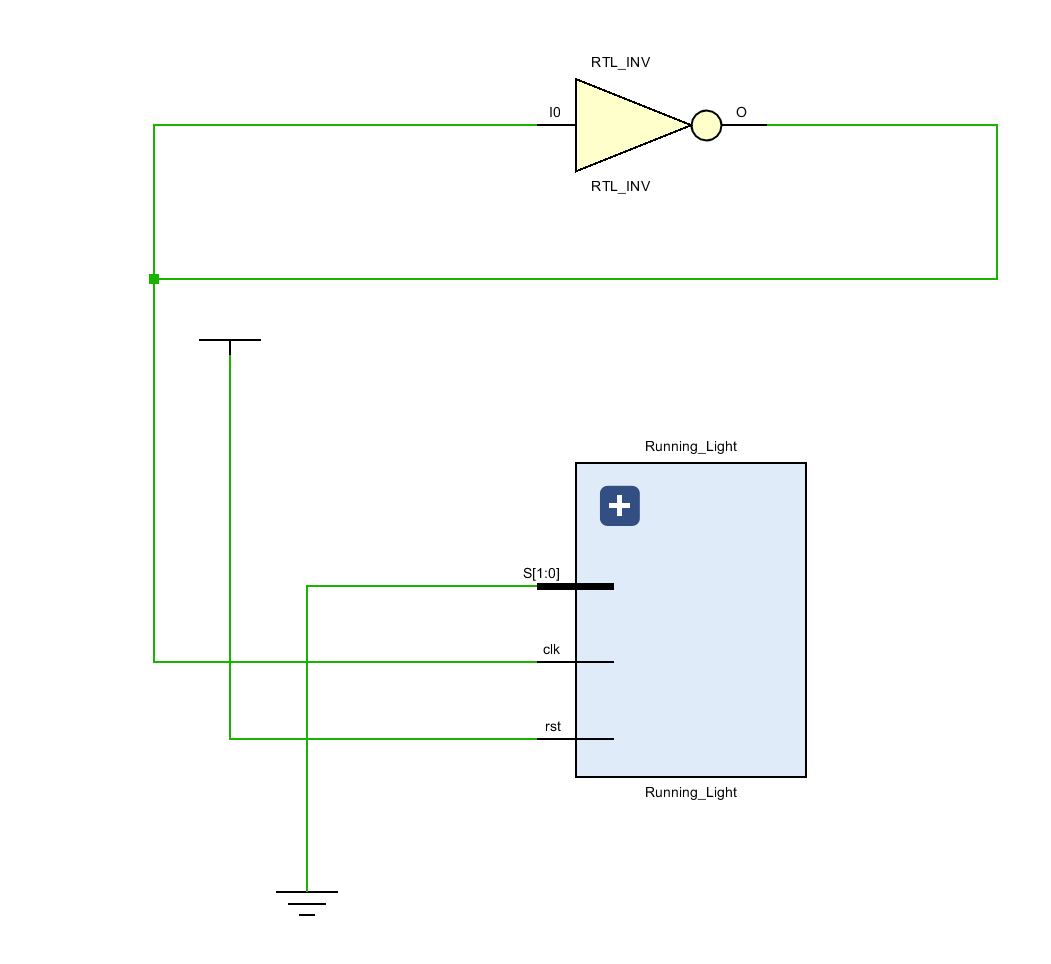 RTL_INV
I0
O
RTL_INV
Running_Light
S[1:0]
clk
rst
Running_Light